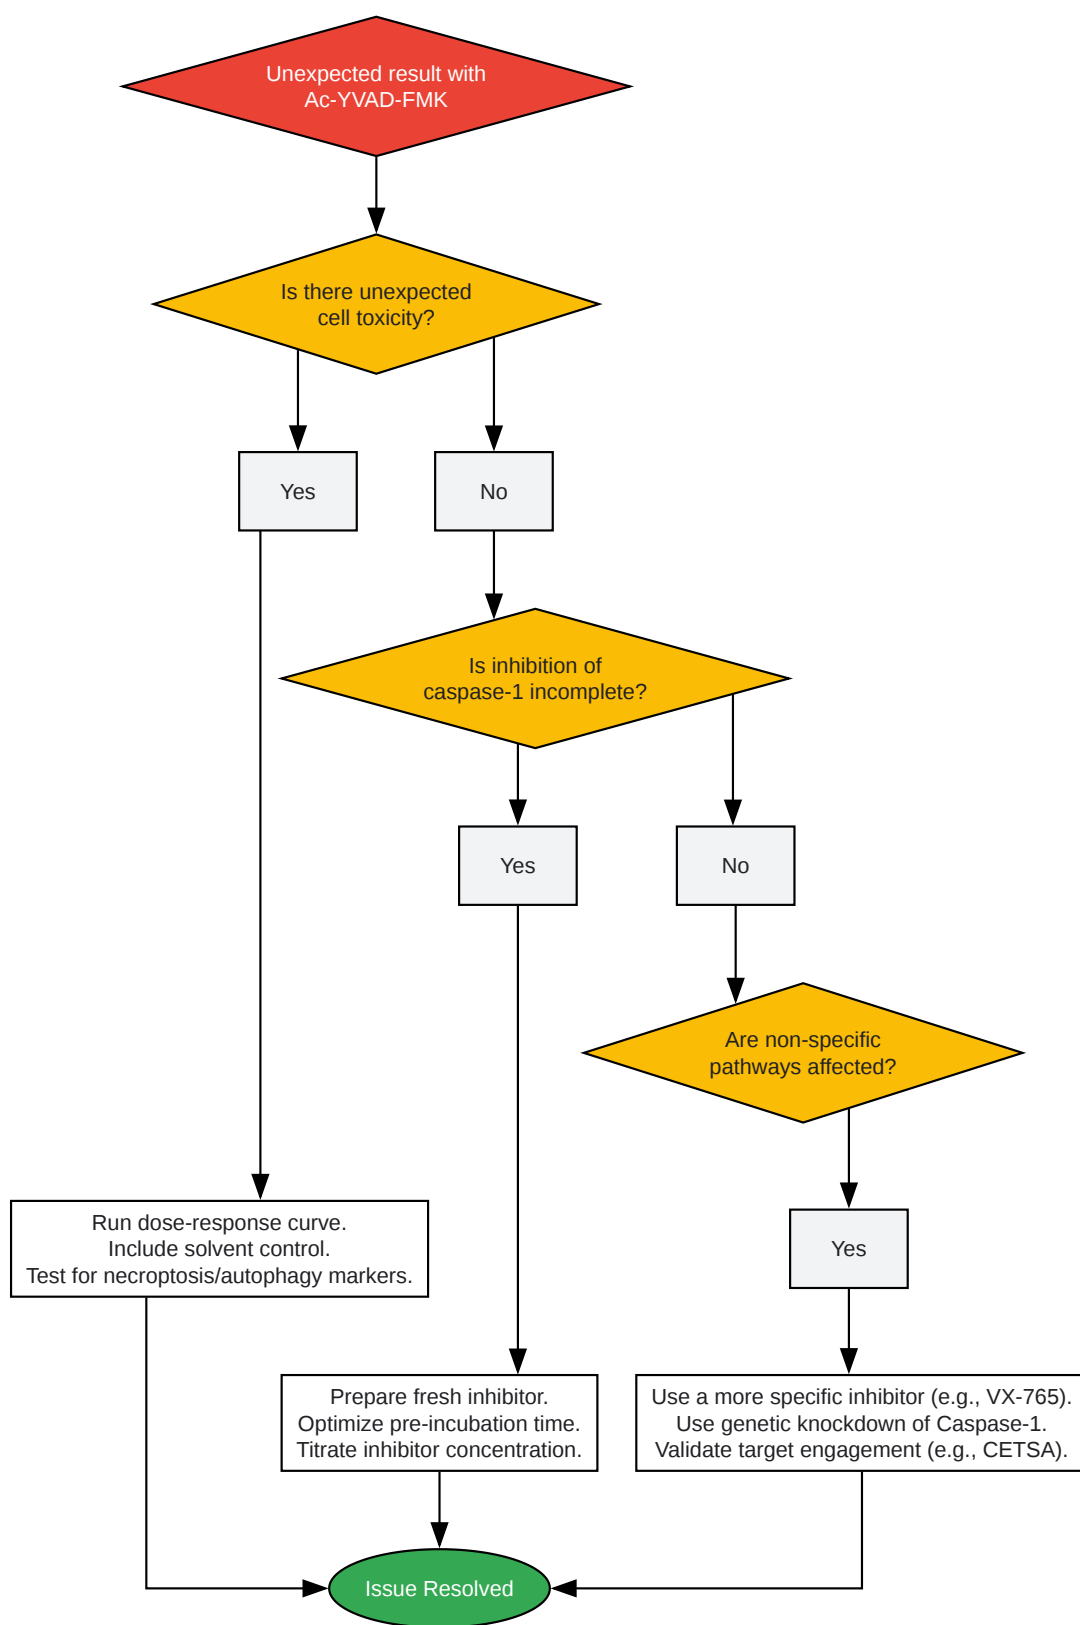 Unexpected result with
Ac-YVAD-FMK
Is there unexpected
cell toxicity?
Yes
No
Is inhibition of
caspase-1 incomplete?
Yes
No
Are non-specific
pathways affected?
Run dose-response curve.
Include solvent control.
Test for necroptosis/autophagy markers.
Yes
Prepare fresh inhibitor.
Optimize pre-incubation time.
Titrate inhibitor concentration.
Use a more specific inhibitor (e.g., VX-765).
Use genetic knockdown of Caspase-1.
Validate target engagement (e.g., CETSA).
Issue Resolved